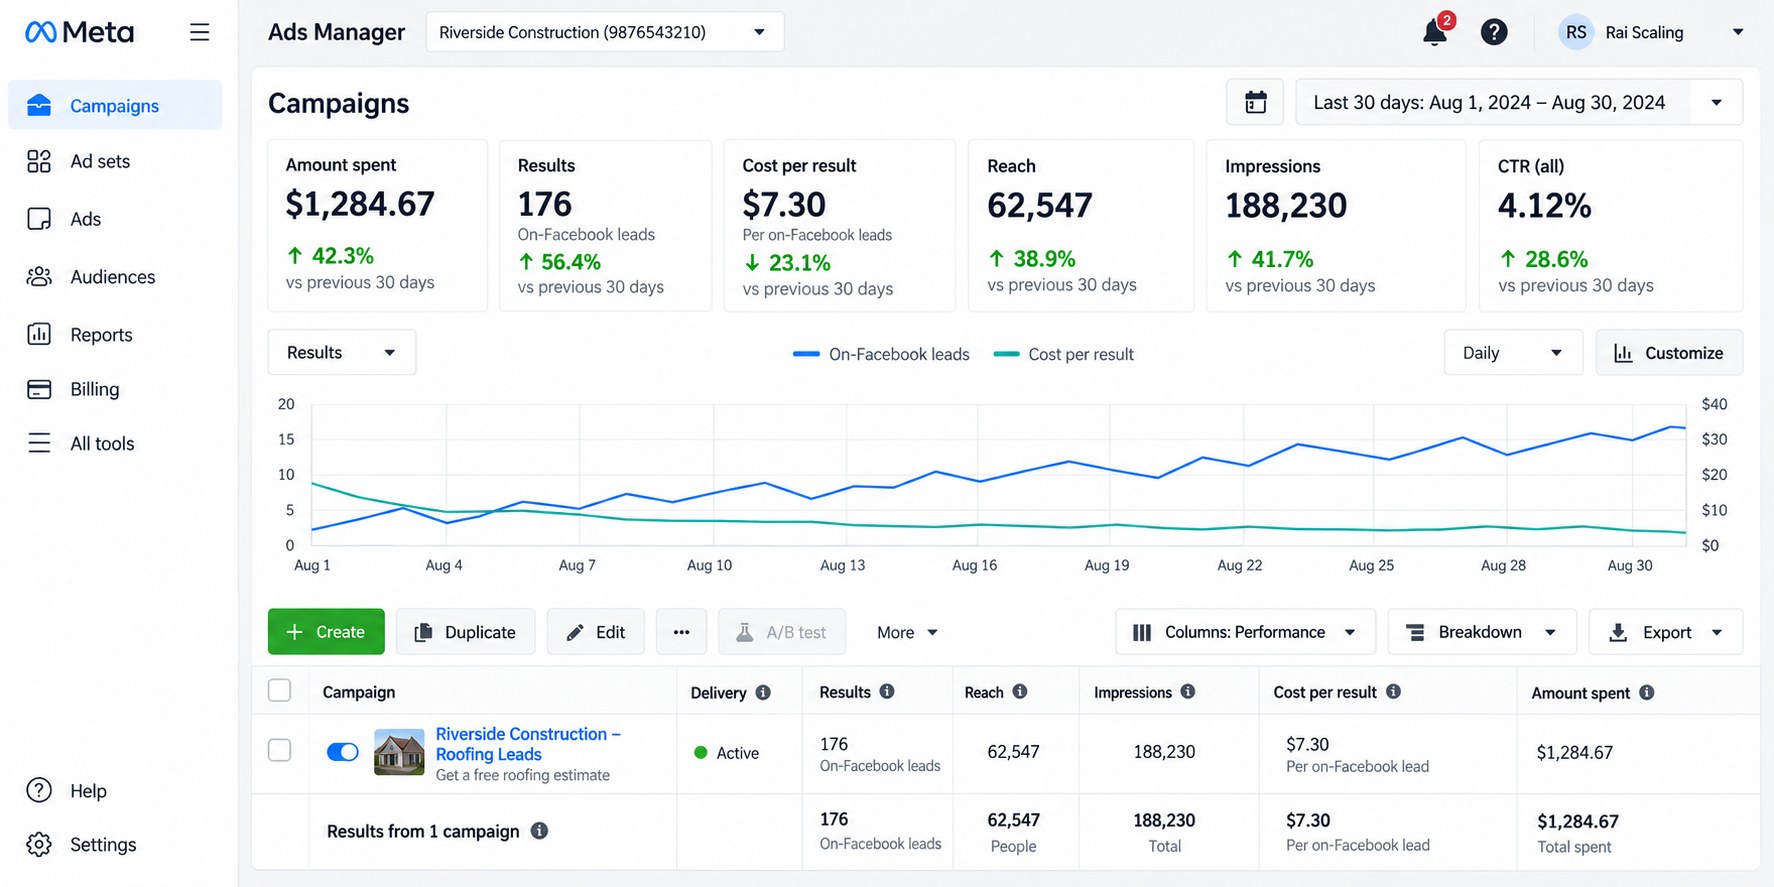 Meta
Ads Manager
Riverside Construction (9876543210)
2
?
RS
Rai Scaling
Campaigns
Ad sets
Ads
Audiences
Reports
Billing
All tools
? Help
Settings
Campaigns
Last 30 days: Aug 1, 2024 – Aug 30, 2024
Amount spent
$1,284.67
↑ 42.3%
vs previous 30 days
Results
176
On-Facebook leads
↑ 56.4%
vs previous 30 days
Cost per result
$7.30
Per on-Facebook leads
↓ 23.1%
vs previous 30 days
Reach
62,547
↑ 38.9%
vs previous 30 days
Impressions
188,230
↑ 41.7%
vs previous 30 days
CTR (all)
4.12%
↑ 28.6%
vs previous 30 days
Results
On-Facebook leads
Cost per result
Daily
Customize
20
15
10
5
0
$40
$30
$20
$10
$0
Aug 1 Aug 4 Aug 7 Aug 10 Aug 13 Aug 16 Aug 19 Aug 22 Aug 25 Aug 28 Aug 30
+ Create
Duplicate
Edit
...
A/B test
More
Columns: Performance
Breakdown
Export
Campaign Delivery Results Reach Impressions Cost per result Amount spent
Riverside Construction –
Roofing Leads
Get a free roofing estimate
Active
176
On-Facebook leads
62,547
188,230
$7.30
Per on-Facebook lead
$1,284.67
Results from 1 campaign
176
On-Facebook leads
62,547
People
188,230
Total
$7.30
Per on-Facebook lead
$1,284.67
Total spent